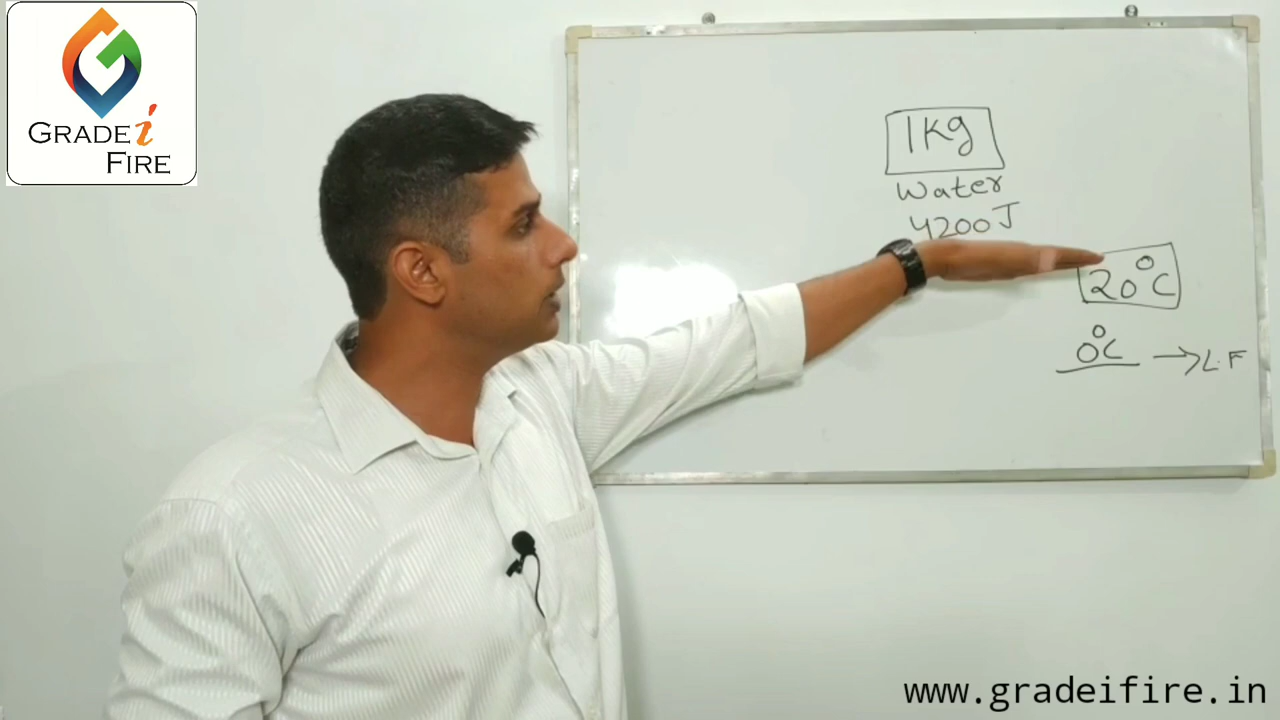 GRADE i
FIRE
1Kg
Water
4200J
20°C
0°C → L.F
www.gradeifire.in